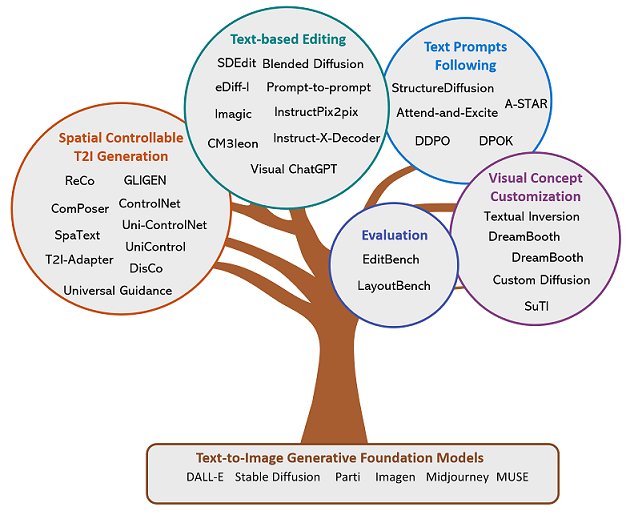 Text-based Editing
SDEdit Blended Diffusion
eDiff-I Prompt-to-prompt
Imagic InstructPix2pix
CM3leon Instruct-X-Decoder
Visual ChatGPT
Text Prompts
Following
StructureDiffusion
A-STAR
Attend-and-Excite
DDPO DPOK
Spatial Controllable
T2I Generation
ReCo GLIGEN
ComPoser ControlNet
SpaText Uni-ControlNet
UniControl
T2I-Adapter
DisCo
Universal Guidance
Visual Concept
Customization
Textual Inversion
DreamBooth
DreamBooth
Custom Diffusion
SuTI
Evaluation
EditBench
LayoutBench
Text-to-Image Generative Foundation Models
DALL-E Stable Diffusion Parti Imagen Midjourney MUSE